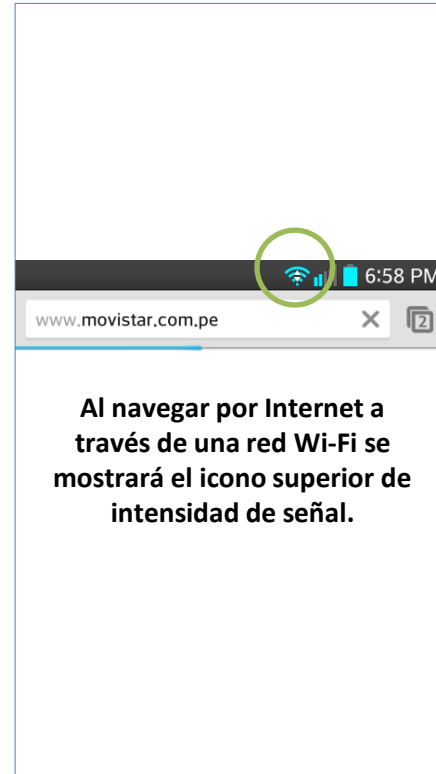 6:58 PM
www.movistar.com.pe
2
Al navegar por Internet a
través de una red Wi-Fi se
mostrará el icono superior de
intensidad de señal.